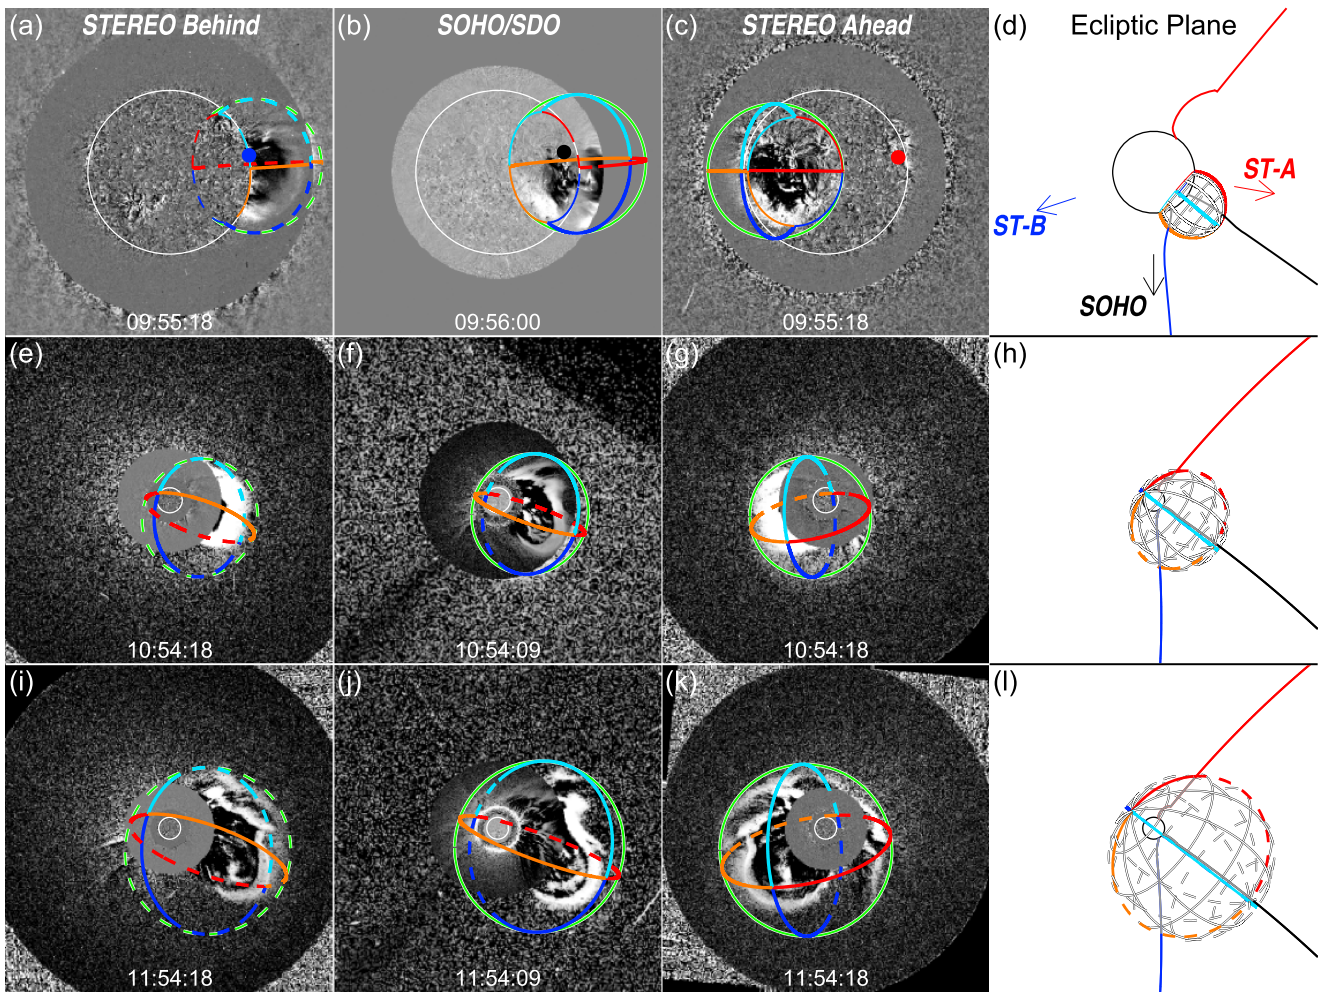 (a) STEREO Behind
(b) SOHO/SDO
(c) STEREO Ahead
(d) Ecliptic Plane
ST-A
ST-B
SOHO
09:55:18
09:56:00
09:55:18
(e)
(f)
(g)
(h)
10:54:18
10:54:09
10:54:18
(i)
(j)
(k)
(l)
11:54:18
11:54:09
11:54:18